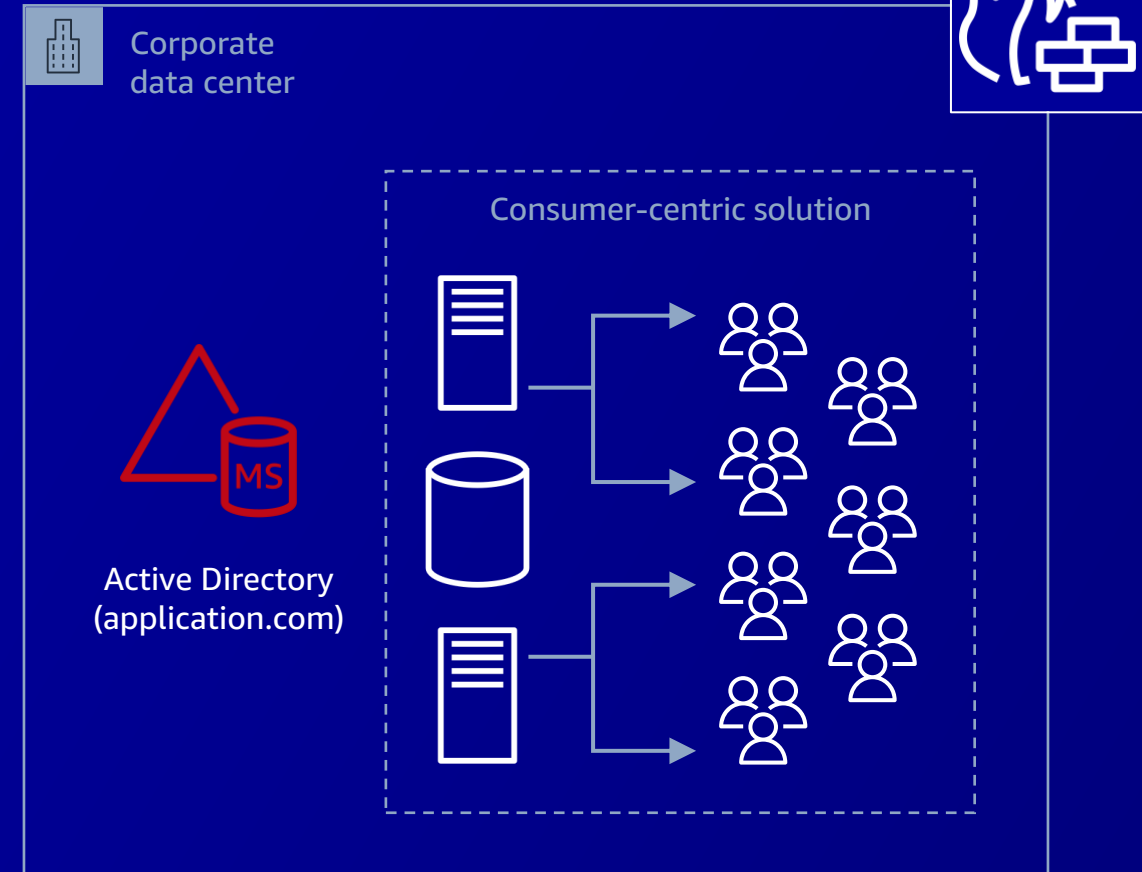 Corporate
data center
Consumer-centric solution
MS
Active Directory
(application.com)